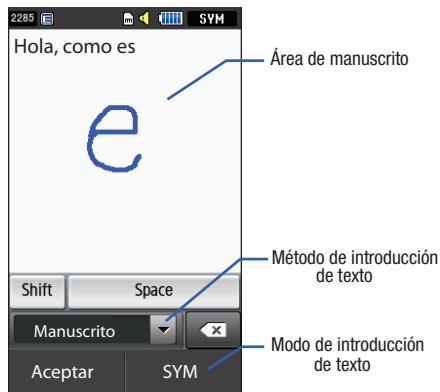 2285 SYM
Hola, como es
Área de manuscrito
e
Shift Space
Método de introducción
de texto
Manuscrito
Modo de introducción
de texto
Aceptar SYM